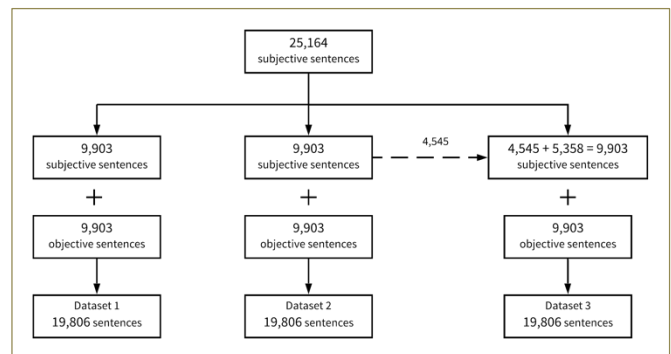 25,164
subjective sentences
9,903
subjective sentences
9,903
subjective sentences
4,545
4,545 + 5,358 = 9,903
subjective sentences
+
+
+
9,903
objective sentences
9,903
objective sentences
9,903
objective sentences
Dataset 1
19,806 sentences
Dataset 2
19,806 sentences
Dataset 3
19,806 sentences